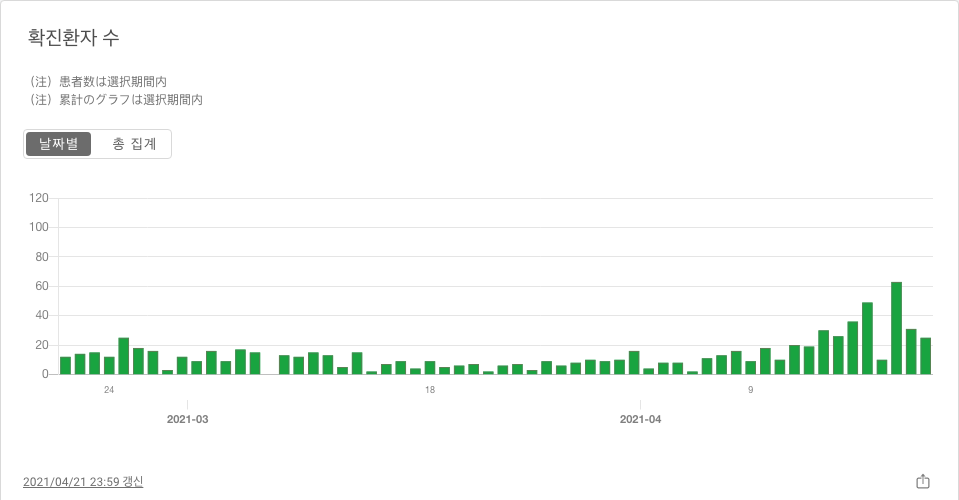 확진환자 수
（注）患者数は選択期間内
（注）累計のグラフは選択期間内
날짜별 총 집계
120
100
80
60
40
20
0
24 18 9
2021-03 2021-04
2021/04/21 23:59 갱신